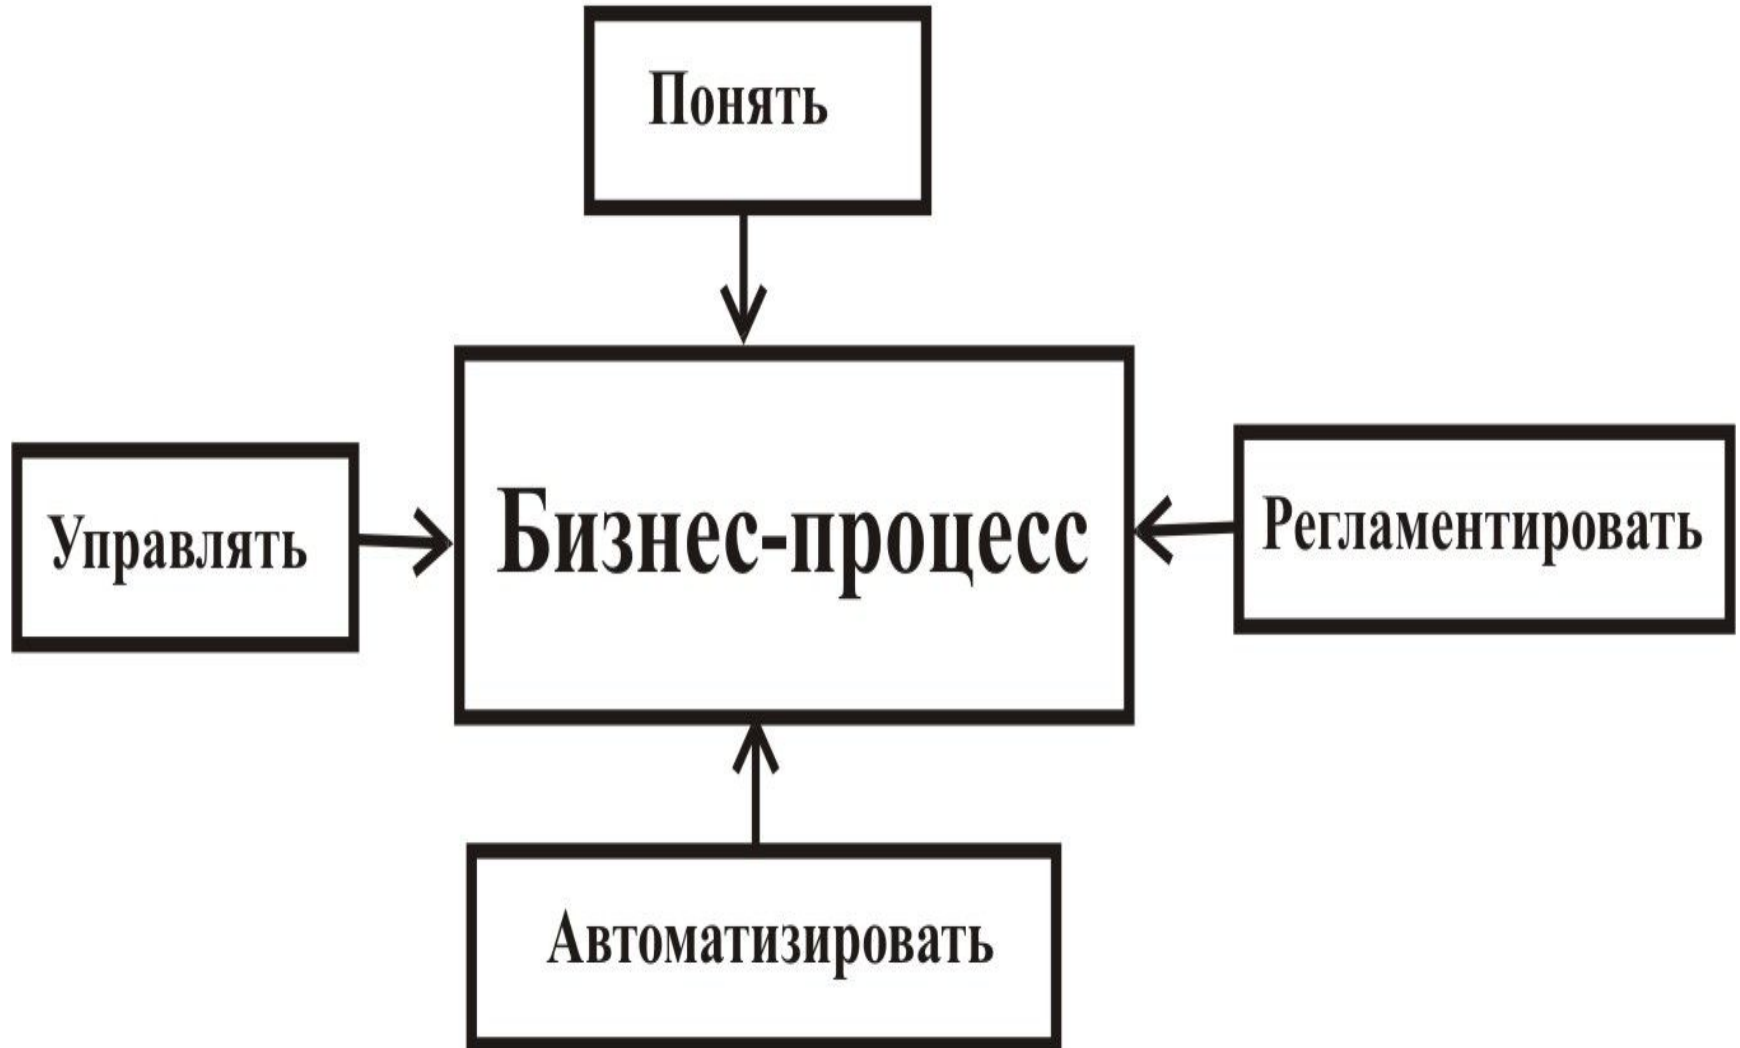 Понять
Управлять
Бизнес-процесс
Регламентировать
Автоматизировать